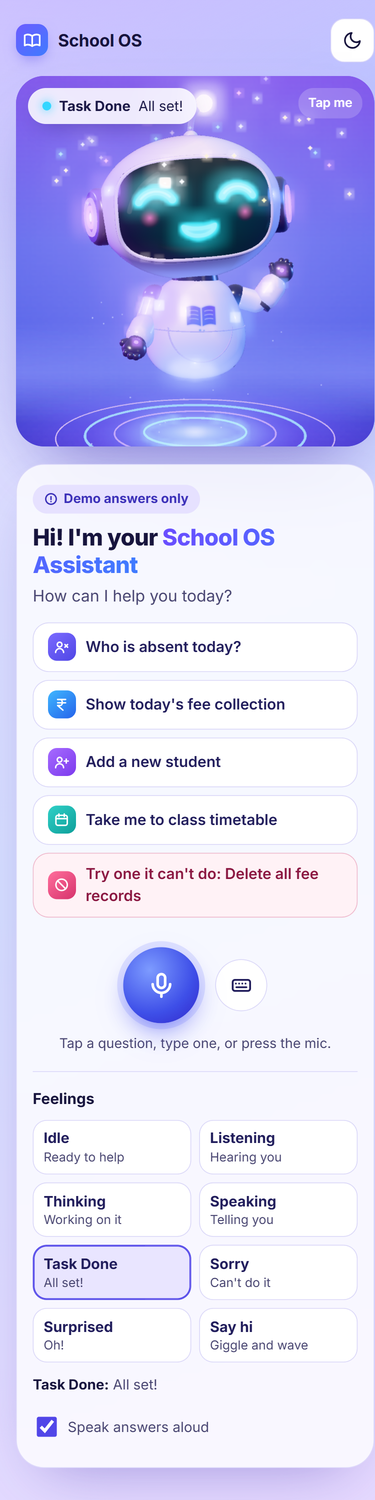 School OS
Task Done All set!
Tap me
Demo answers only
Hi! I'm your School OS
Assistant
How can I help you today?
Who is absent today?
Show today's fee collection
Add a new student
Take me to class timetable
Try one it can't do: Delete all fee
records
Tap a question, type one, or press the mic.
Feelings
Idle
Ready to help
Listening
Hearing you
Thinking
Working on it
Speaking
Telling you
Task Done
All set!
Sorry
Can't do it
Surprised
Oh!
Say hi
Giggle and wave
Task Done: All set!
Speak answers aloud